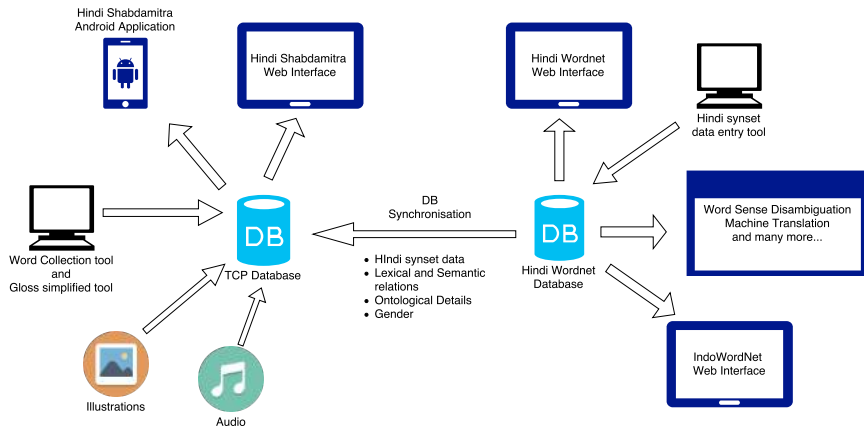 Hindi Shabdamitra
Android Application
Hindi Shabdamitra
Web Interface
Hindi Wordnet
Web Interface
Hindi synset
data entry tool
Word Collection tool
and
Gloss simplified tool
DB
TCP Database
DB
Synchronisation
• HIndi synset data
• Lexical and Semantic
relations
• Ontological Details
• Gender
DB
Hindi Wordnet
Database
Word Sense Disambiguation
Machine Translation
and many more...
IndoWordNet
Web Interface
Illustrations
Audio